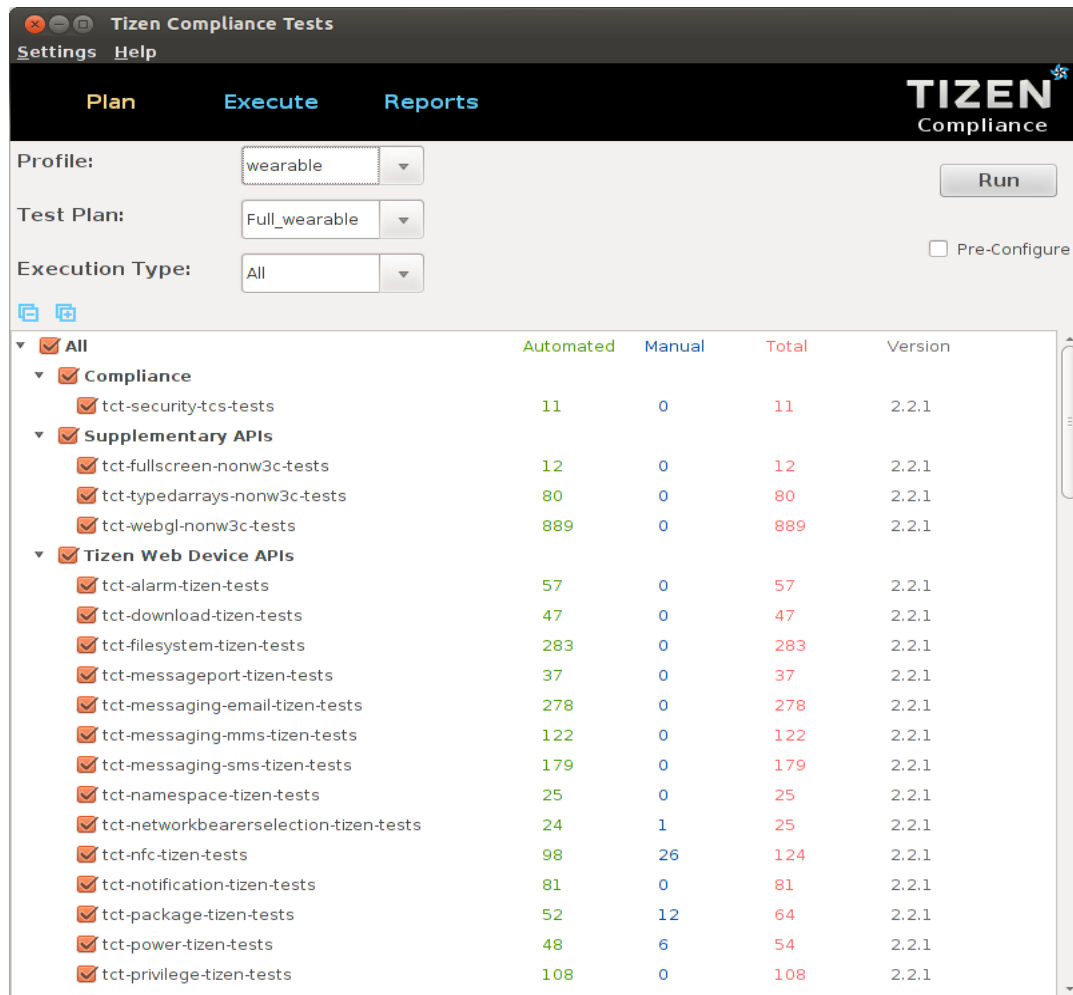 Tizen Compliance Tests
Settings Help
Plan Execute Reports
TIZEN
Compliance
Profile: wearable
Run
Test Plan: Full_wearable
Pre-Configure
Execution Type: All
All Automated Manual Total Version
Compliance
tct-security-tcs-tests 11 0 11 2.2.1
Supplementary APIs
tct-fullscreen-nonw3c-tests 12 0 12 2.2.1
tct-typedarrays-nonw3c-tests 80 0 80 2.2.1
tct-webgl-nonw3c-tests 889 0 889 2.2.1
Tizen Web Device APIs
tct-alarm-tizen-tests 57 0 57 2.2.1
tct-download-tizen-tests 47 0 47 2.2.1
tct-filesystem-tizen-tests 283 0 283 2.2.1
tct-messageport-tizen-tests 37 0 37 2.2.1
tct-messaging-email-tizen-tests 278 0 278 2.2.1
tct-messaging-mms-tizen-tests 122 0 122 2.2.1
tct-messaging-sms-tizen-tests 179 0 179 2.2.1
tct-namespace-tizen-tests 25 0 25 2.2.1
tct-networkbearerselection-tizen-tests 24 1 25 2.2.1
tct-nfc-tizen-tests 98 26 124 2.2.1
tct-notification-tizen-tests 81 0 81 2.2.1
tct-package-tizen-tests 52 12 64 2.2.1
tct-power-tizen-tests 48 6 54 2.2.1
tct-privilege-tizen-tests 108 0 108 2.2.1